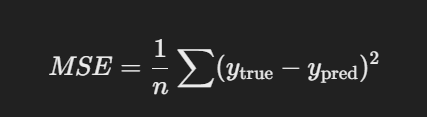 MSE = \frac{1}{n} \sum (y_{\text{true}} - y_{\text{pred}})^2